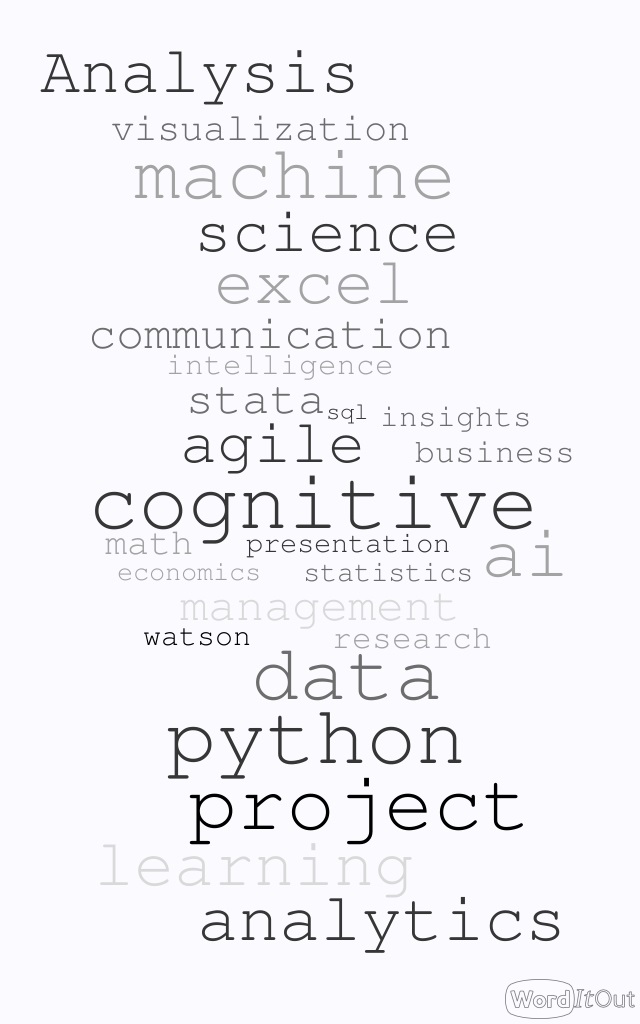 Analysis
visualization
machine
science
excel
communication
intelligence
stata sql insights
agile business
cognitive
math presentation ai
economics statistics
management
watson research
data
python
project
learning
analytics
WordItOut